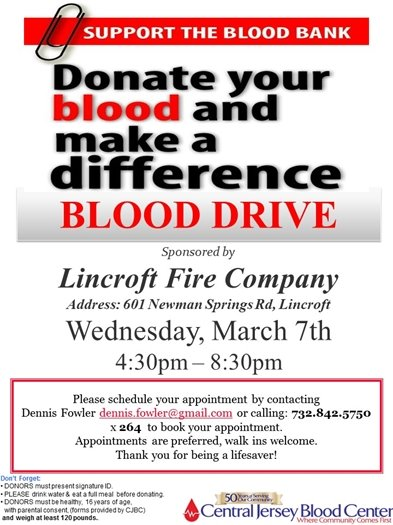 SUPPORT THE BLOOD BANK
Donate your
blood and
make a
difference
BLOOD DRIVE
Sponsored by
Lincroft Fire Company
Address: 601 Newman Springs Rd, Lincroft
Wednesday, March 7th
4:30pm – 8:30pm
Please schedule your appointment by contacting
Dennis Fowler dennis.fowler@gmail.com or calling: 732.842.5750
x 264 to book your appointment.
Appointments are preferred, walk ins welcome.
Thank you for being a lifesaver!
Don't Forget:
• DONORS must present signature ID.
• PLEASE drink water & eat a full meal before donating.
• DONORS must be healthy, 16 years of age,
with parental consent, (forms provided by CJBC)
and weigh at least 120 pounds.
50 Years of Serving
Our Community
Central Jersey Blood Center
Where Community Comes First